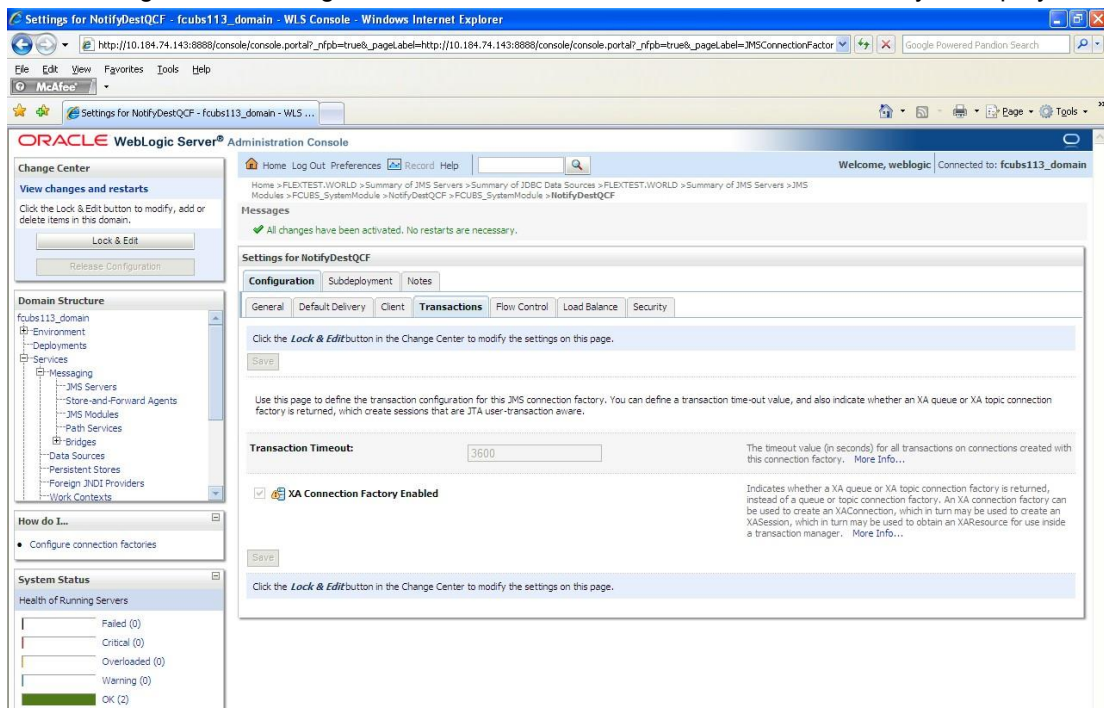 Settings for NotifyDestQCF - fcubs113_domain - WLS Console - Windows Internet Explorer
http://10.184.74.143:8888/console/console.portal?_nfpb=true&_pageLabel=http://10.184.74.143:8888/console/console.portal?_nfpb=true&_pageLabel=JMSConnectionFactor
Google Powered Pandion Search
File Edit View Favorites Tools Help
McAfee
Settings for NotifyDestQCF - fcubs113_domain - WLS ...
Page Tools
ORACLE WebLogic Server® Administration Console
Change Center
View changes and restarts
Click the Lock & Edit button to modify, add or
delete items in this domain.
Lock & Edit
Release Configuration
Domain Structure
fcubs113_domain
Environment
Deployments
Services
Messaging
JMS Servers
Store-and-Forward Agents
JMS Modules
Path Services
Bridges
Data Sources
Persistent Stores
Foreign JNDI Providers
Work Contexts
How do I...
Configure connection factories
System Status
Health of Running Servers
Failed (0)
Critical (0)
Overloaded (0)
Warning (0)
OK (2)
Home Log Out Preferences Record Help
Welcome, weblogic Connected to: fcubs113_domain
Home >FLEXTEST.WORLD >Summary of JMS Servers >Summary of JDBC Data Sources >FLEXTEST.WORLD >Summary of JMS Servers >JMS
Modules >FCUBS_SystemModule >NotifyDestQCF >FCUBS_SystemModule >NotifyDestQCF
Messages
All changes have been activated. No restarts are necessary.
Settings for NotifyDestQCF
Configuration Subdeployment Notes
General Default Delivery Client Transactions Flow Control Load Balance Security
Click the Lock & Edit button in the Change Center to modify the settings on this page.
Save
Use this page to define the transaction configuration for this JMS connection factory. You can define a transaction time-out value, and also indicate whether an XA queue or XA topic connection
factory is returned, which create sessions that are JTA user-transaction aware.
Transaction Timeout:
3600
The timeout value (in seconds) for all transactions on connections created with
this connection factory. More Info...
XA Connection Factory Enabled
Indicates whether a XA queue or XA topic connection factory is returned,
instead of a queue or topic connection factory. An XA connection factory can
be used to create an XAConnection, which in turn may be used to create an
XASession, which in turn may be used to obtain an XAResource for use inside
a transaction manager. More Info...
Save
Click the Lock & Edit button in the Change Center to modify the settings on this page.